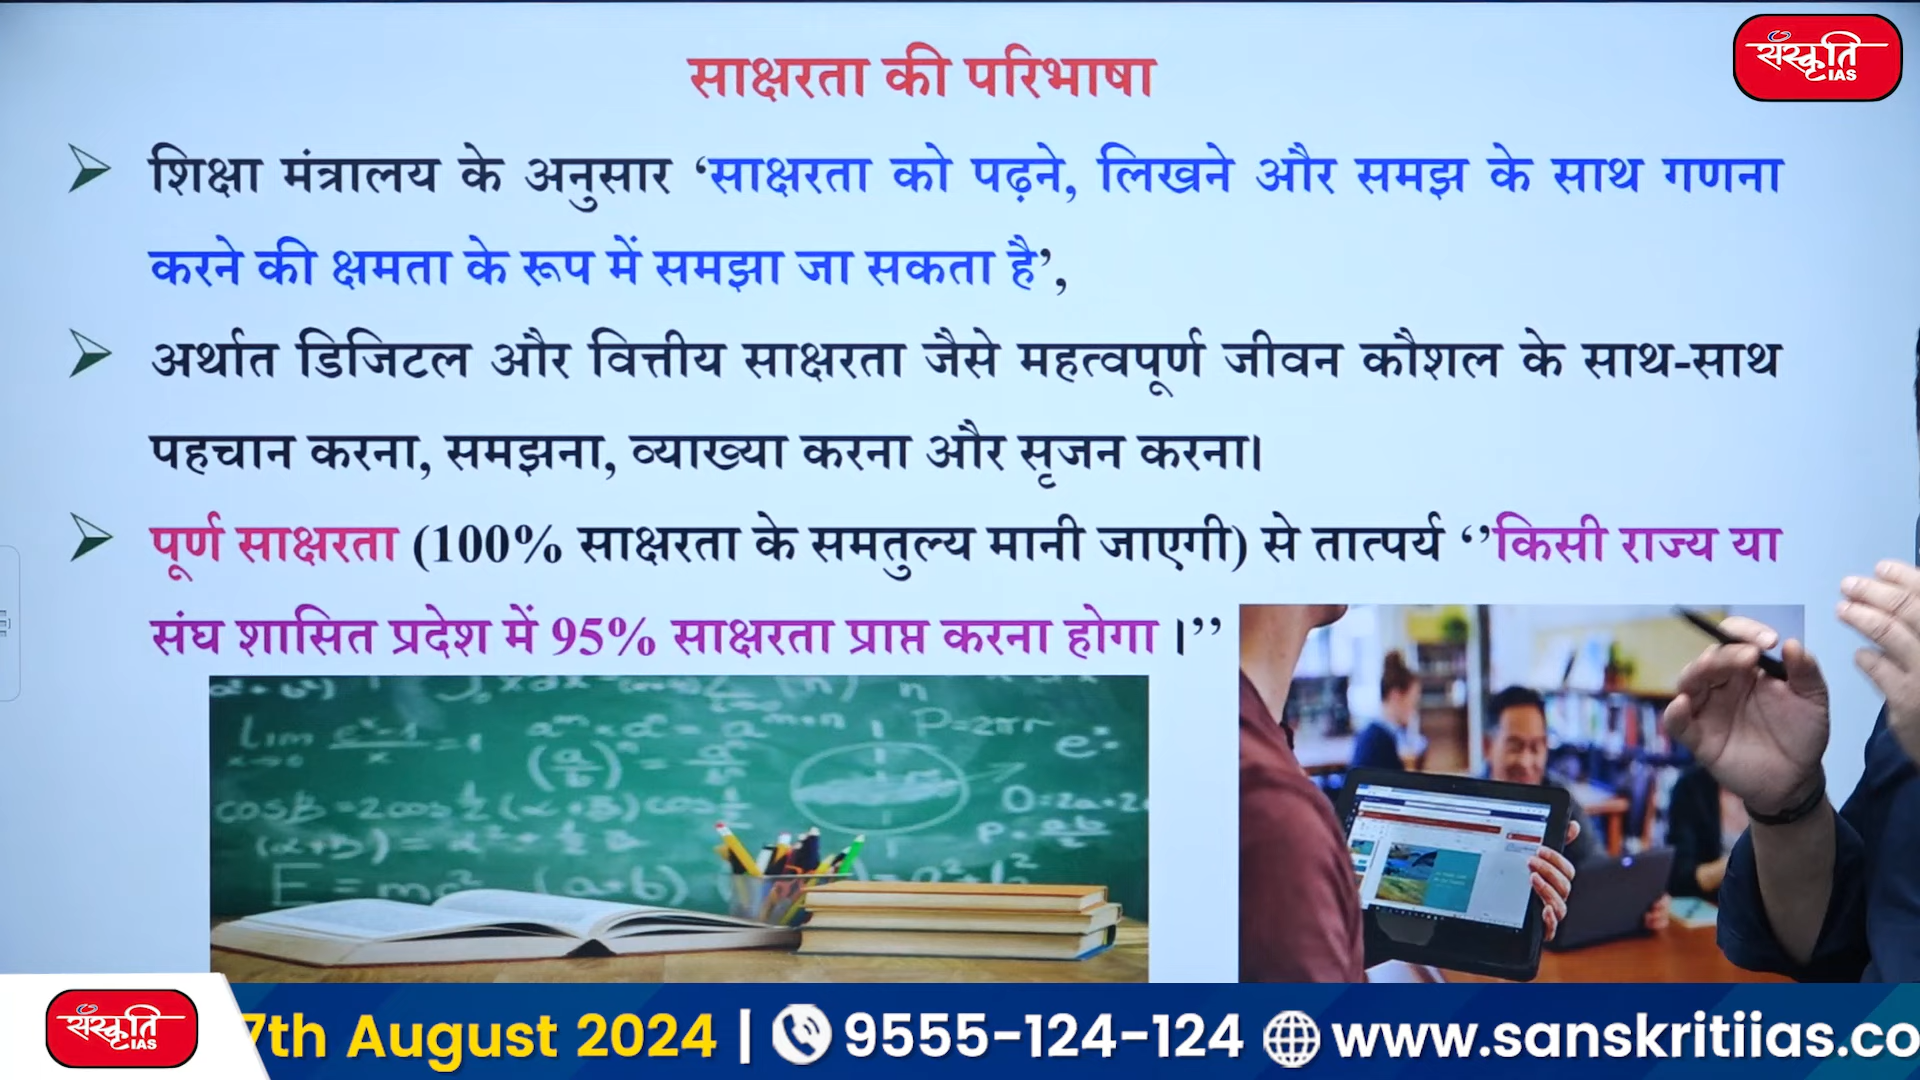 साक्षरता की परिभाषा
संस्कृति
IAS
शिक्षा मंत्रालय के अनुसार ‘साक्षरता को पढ़ने, लिखने और समझ के साथ गणना
करने की क्षमता के रूप में समझा जा सकता है’,
अर्थात डिजिटल और वित्तीय साक्षरता जैसे महत्वपूर्ण जीवन कौशल के साथ-साथ
पहचान करना, समझना, व्याख्या करना और सृजन करना।
पूर्ण साक्षरता (100% साक्षरता के समतुल्य मानी जाएगी) से तात्पर्य ‘’किसी राज्य या
संघ शासित प्रदेश में 95% साक्षरता प्राप्त करना होगा ।’’
P=2πr
संस्कृति
IAS
7th August 2024 | 9555-124-124 www.sanskritiias.co